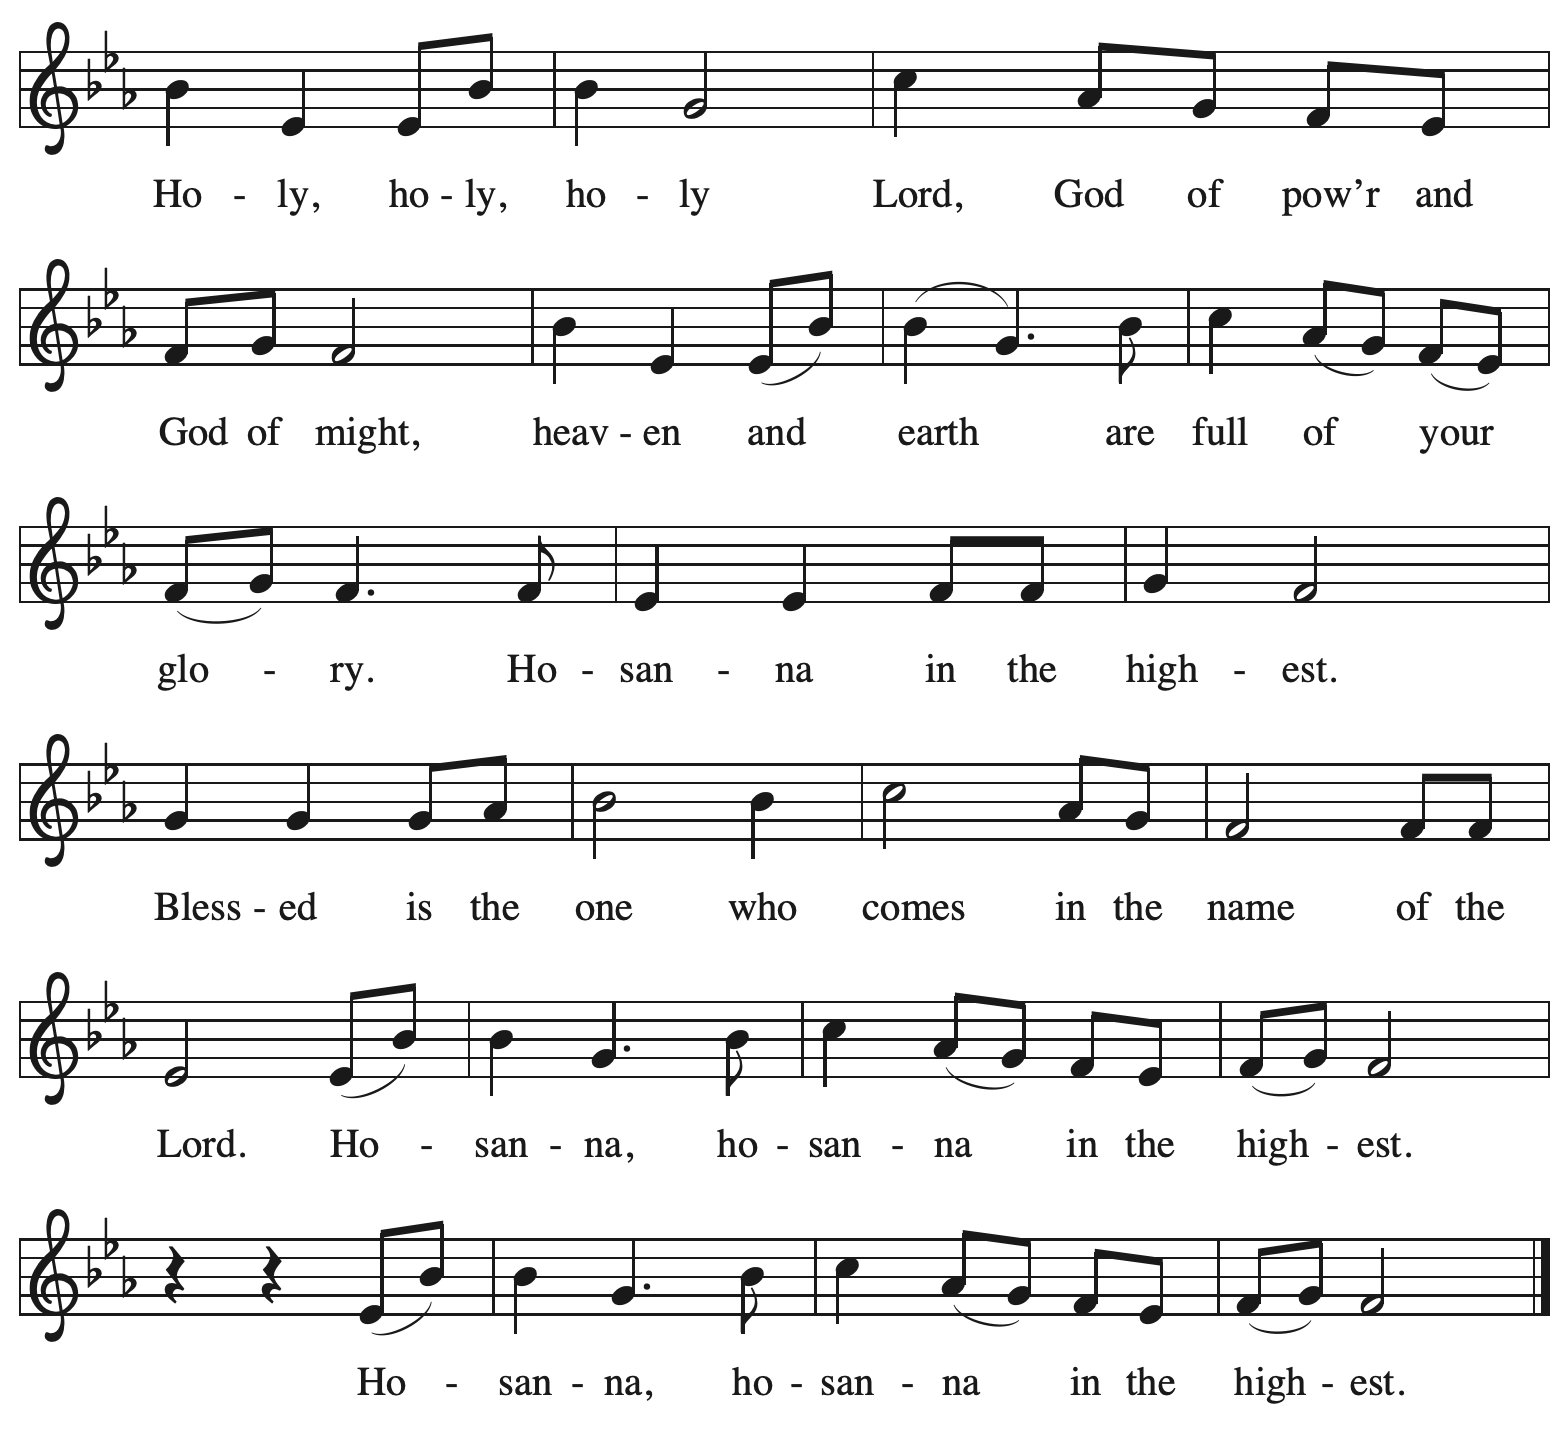 Ho - ly, ho - ly, ho - ly Lord, God of pow’r and
God of might, heav - en and earth are full of your
glo - ry. Ho - san - na in the high - est.
Bless - ed is the one who comes in the name of the
Lord. Ho - san - na, ho - san - na in the high - est.
Ho - san - na, ho - san - na in the high - est.